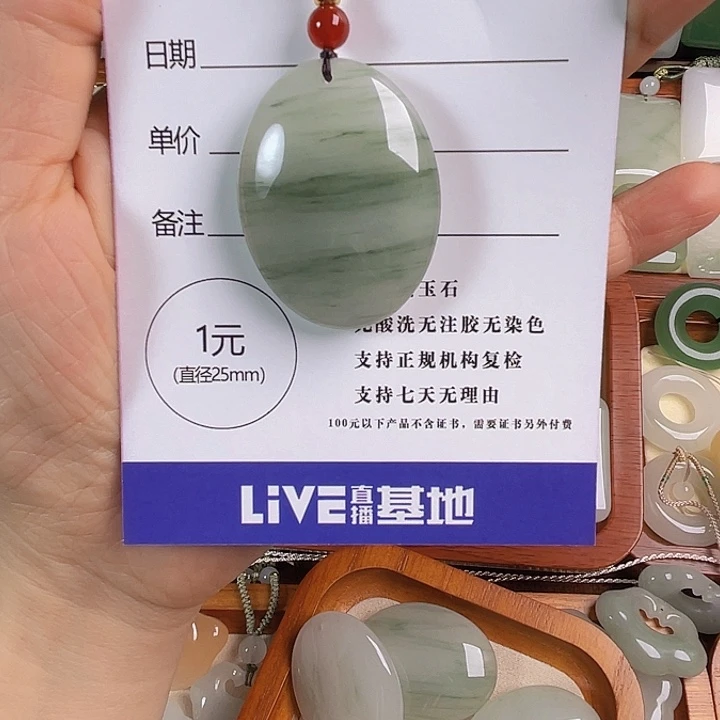 日期
单价
备注
1元
(直径25mm)
玉石
酸洗无注胶无染色
支持正规机构复检
支持七天无理由
100元以下产品不含证书，需要证书另外付费
LiVE直播基地